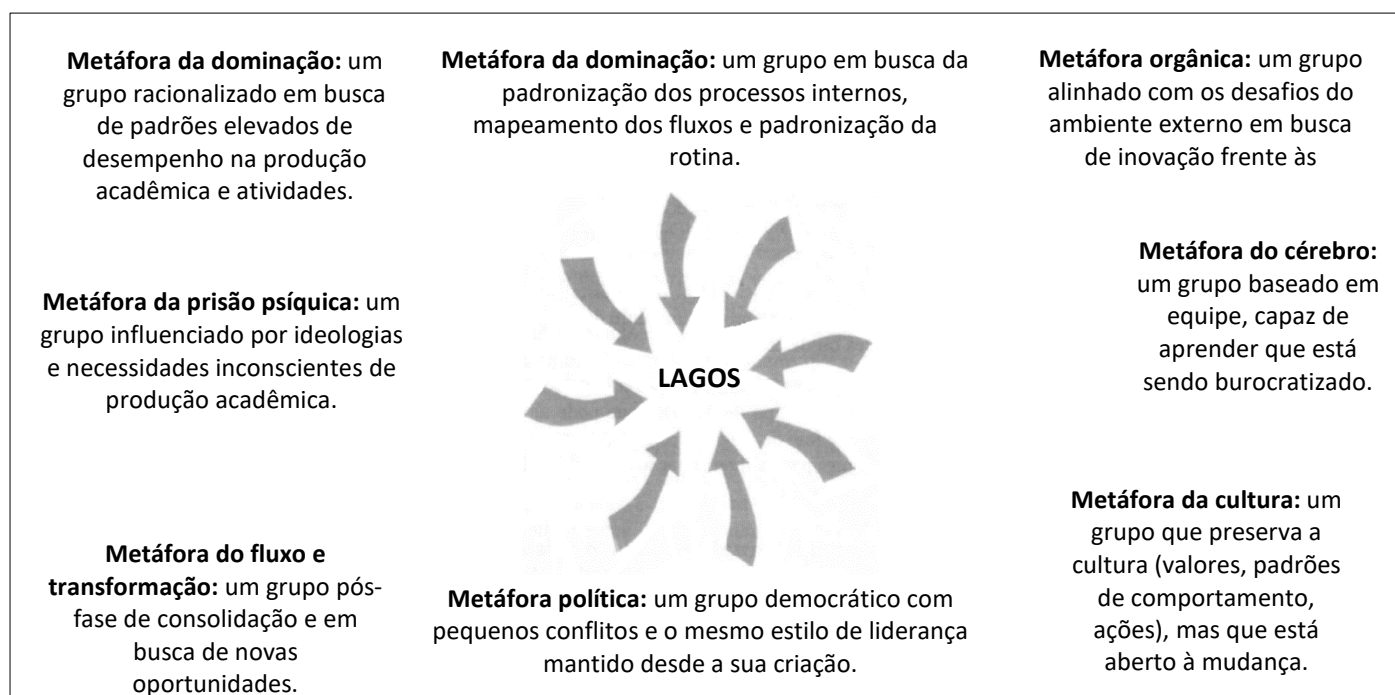 Metáfora da dominação: um
grupo racionalizado em busca
de padrões elevados de
desempenho na produção
acadêmica e atividades.
Metáfora da dominação: um grupo em busca da
padronização dos processos internos,
mapeamento dos fluxos e padronização da
rotina.
Metáfora orgânica: um grupo
alinhado com os desafios do
ambiente externo em busca
de inovação frente às
Metáfora da prisão psíquica: um
grupo influenciado por ideologias
e necessidades inconscientes de
produção acadêmica.
LAGOS
Metáfora do cérebro:
um grupo baseado em
equipe, capaz de
aprender que está
sendo burocratizado.
Metáfora do fluxo e
transformação: um grupo pós-
fase de consolidação e em
busca de novas
oportunidades.
Metáfora política: um grupo democrático com
pequenos conflitos e o mesmo estilo de liderança
mantido desde a sua criação.
Metáfora da cultura: um
grupo que preserva a
cultura (valores, padrões
de comportamento,
ações), mas que está
aberto à mudança.